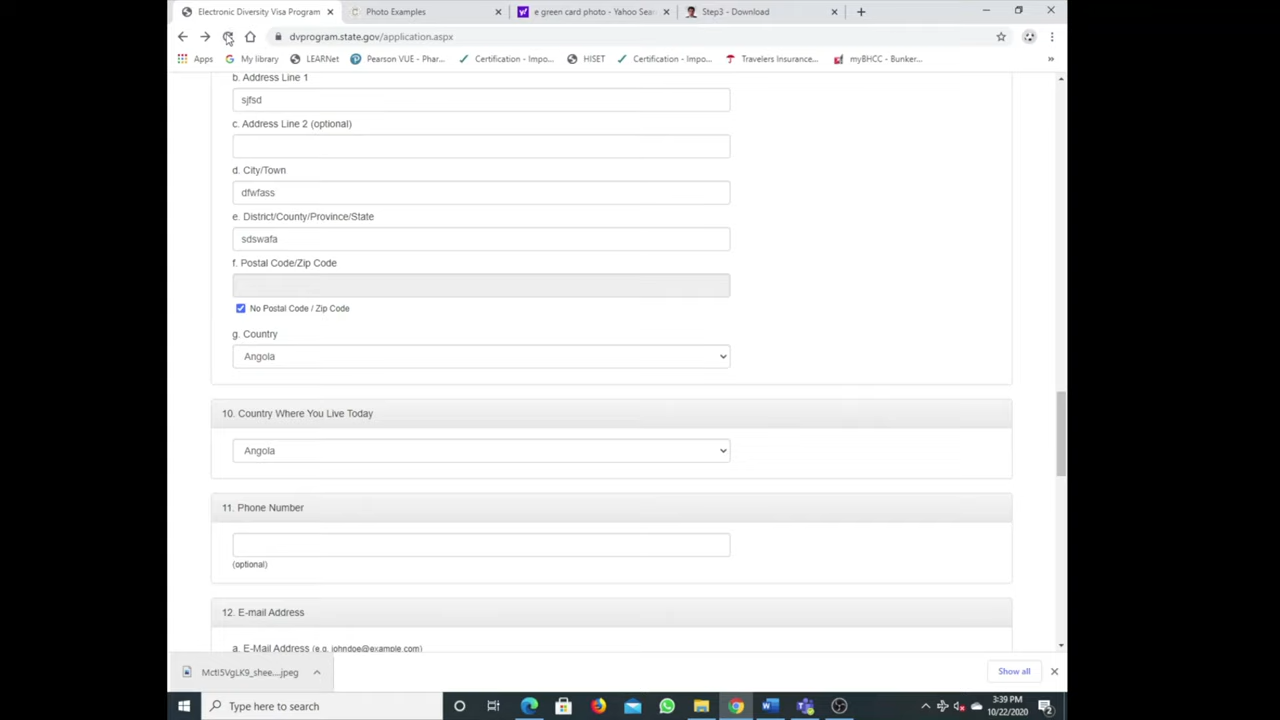 Electronic Diversity Visa Program
Photo Examples
e green card photo - Yahoo Sear
Step3 - Download
dvprogram.state.gov/application.aspx
Apps
My library
LEARNet
Pearson VUE - Phar...
Certification - Impo...
HISET
Certification - Impo...
Travelers Insurance...
myBHCC - Bunker...
b. Address Line 1
sjfsd
c. Address Line 2 (optional)
d. City/Town
dfwfass
e. District/County/Province/State
sdswafa
f. Postal Code/Zip Code
No Postal Code / Zip Code
g. Country
Angola
10. Country Where You Live Today
Angola
11. Phone Number
(optional)
12. E-mail Address
a. E-Mail Address (e.g. johndoe@example.com)
MctI5VgLK9_shee....jpeg
Show all
Type here to search
3:39 PM
10/22/2020
2